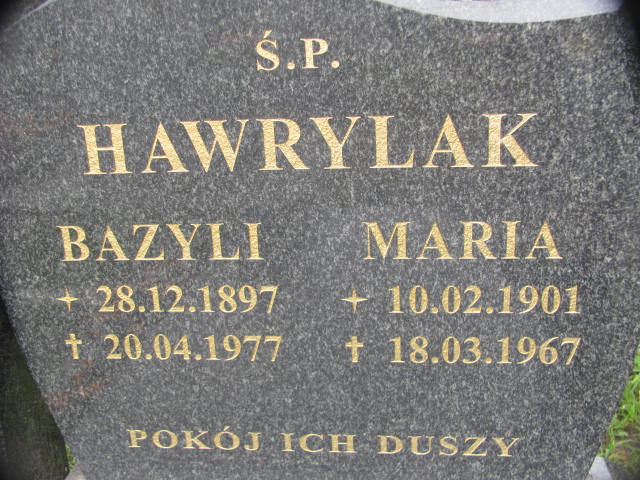 Ś.P.
HAWRYLAK
BAZYLI MARIA
28.12.1897 10.02.1901
✝ 20.04.1977 ✝ 18.03.1967
POKÓJ ICH DUSZY